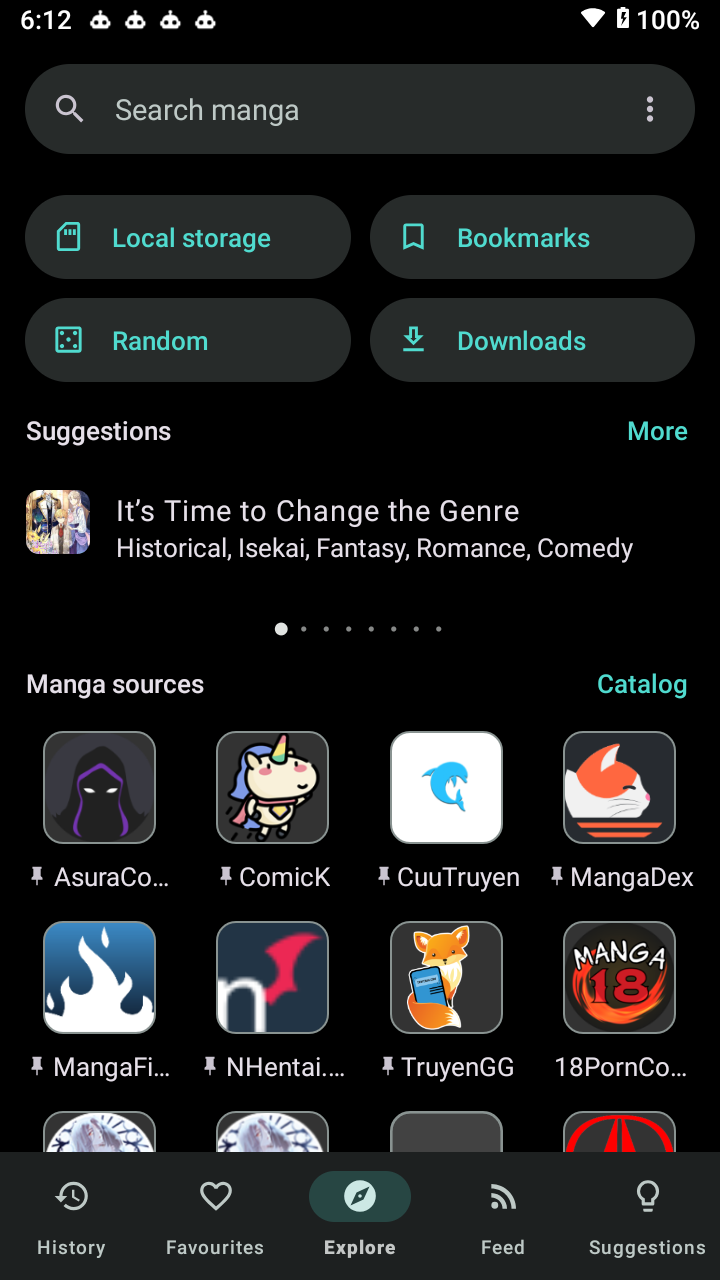 6:12
100%
Search manga
Local storage
Bookmarks
Random
Downloads
Suggestions
More
It's Time to Change the Genre
Historical, Isekai, Fantasy, Romance, Comedy
Manga sources
Catalog
AsuraCo...
ComicK
CuuTruyen
MangaDex
n
MANGA
18
MangaFi...
NHentai....
TruyenGG
18PornCo...
History
Favourites
Explore
Feed
Suggestions